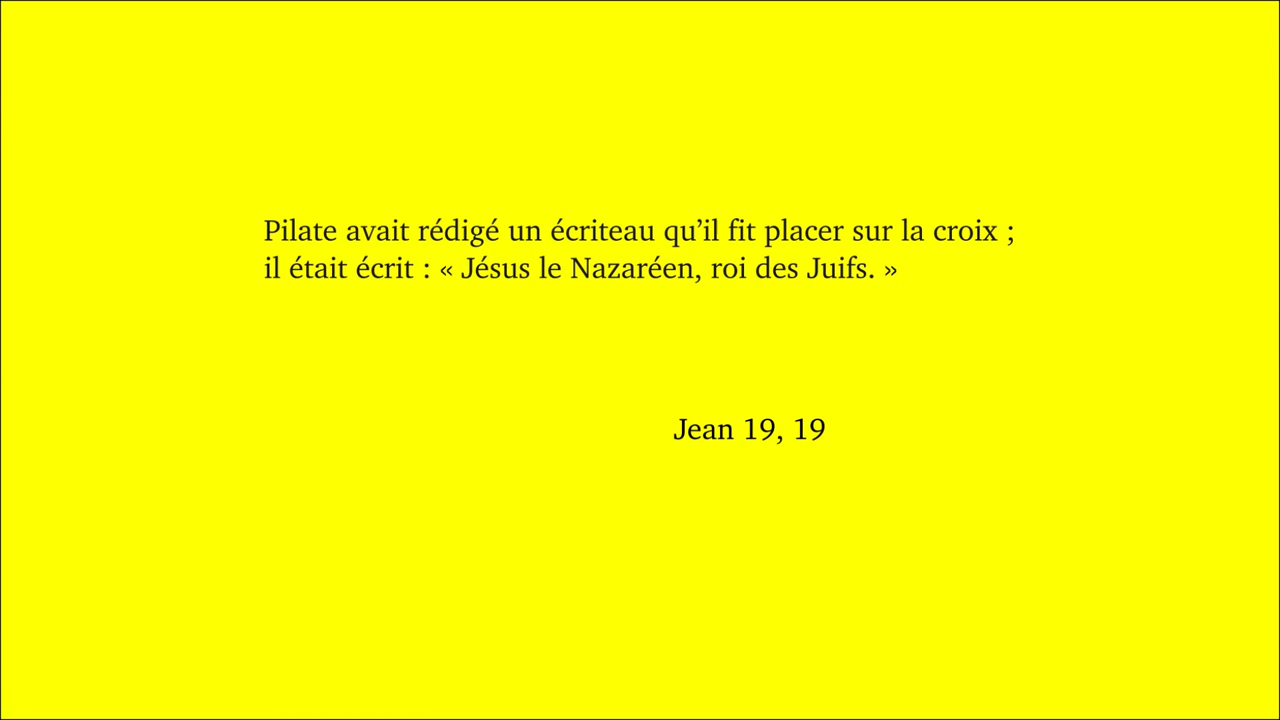 Pilate avait rédigé un écriteau qu’il fit placer sur la croix ;
il était écrit : « Jésus le Nazaréen, roi des Juifs. »
Jean 19, 19